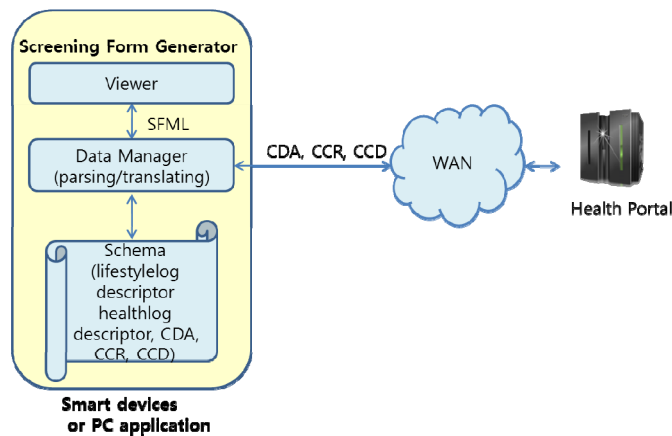 Screening Form Generator
Viewer
SFML
Data Manager
(parsing/translating)
CDA, CCR, CCD
WAN
Health Portal
Schema
(lifestylelog
descriptor
healthlog
descriptor, CDA,
CCR, CCD)
Smart devices
or PC application